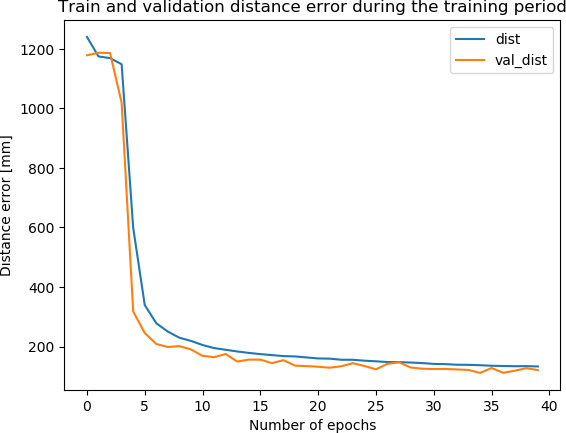 Train and validation distance error during the training period
dist
val_dist
Distance error [mm]
1200
1000
800
600
400
200
0 5 10 15 20 25 30 35 40
Number of epochs